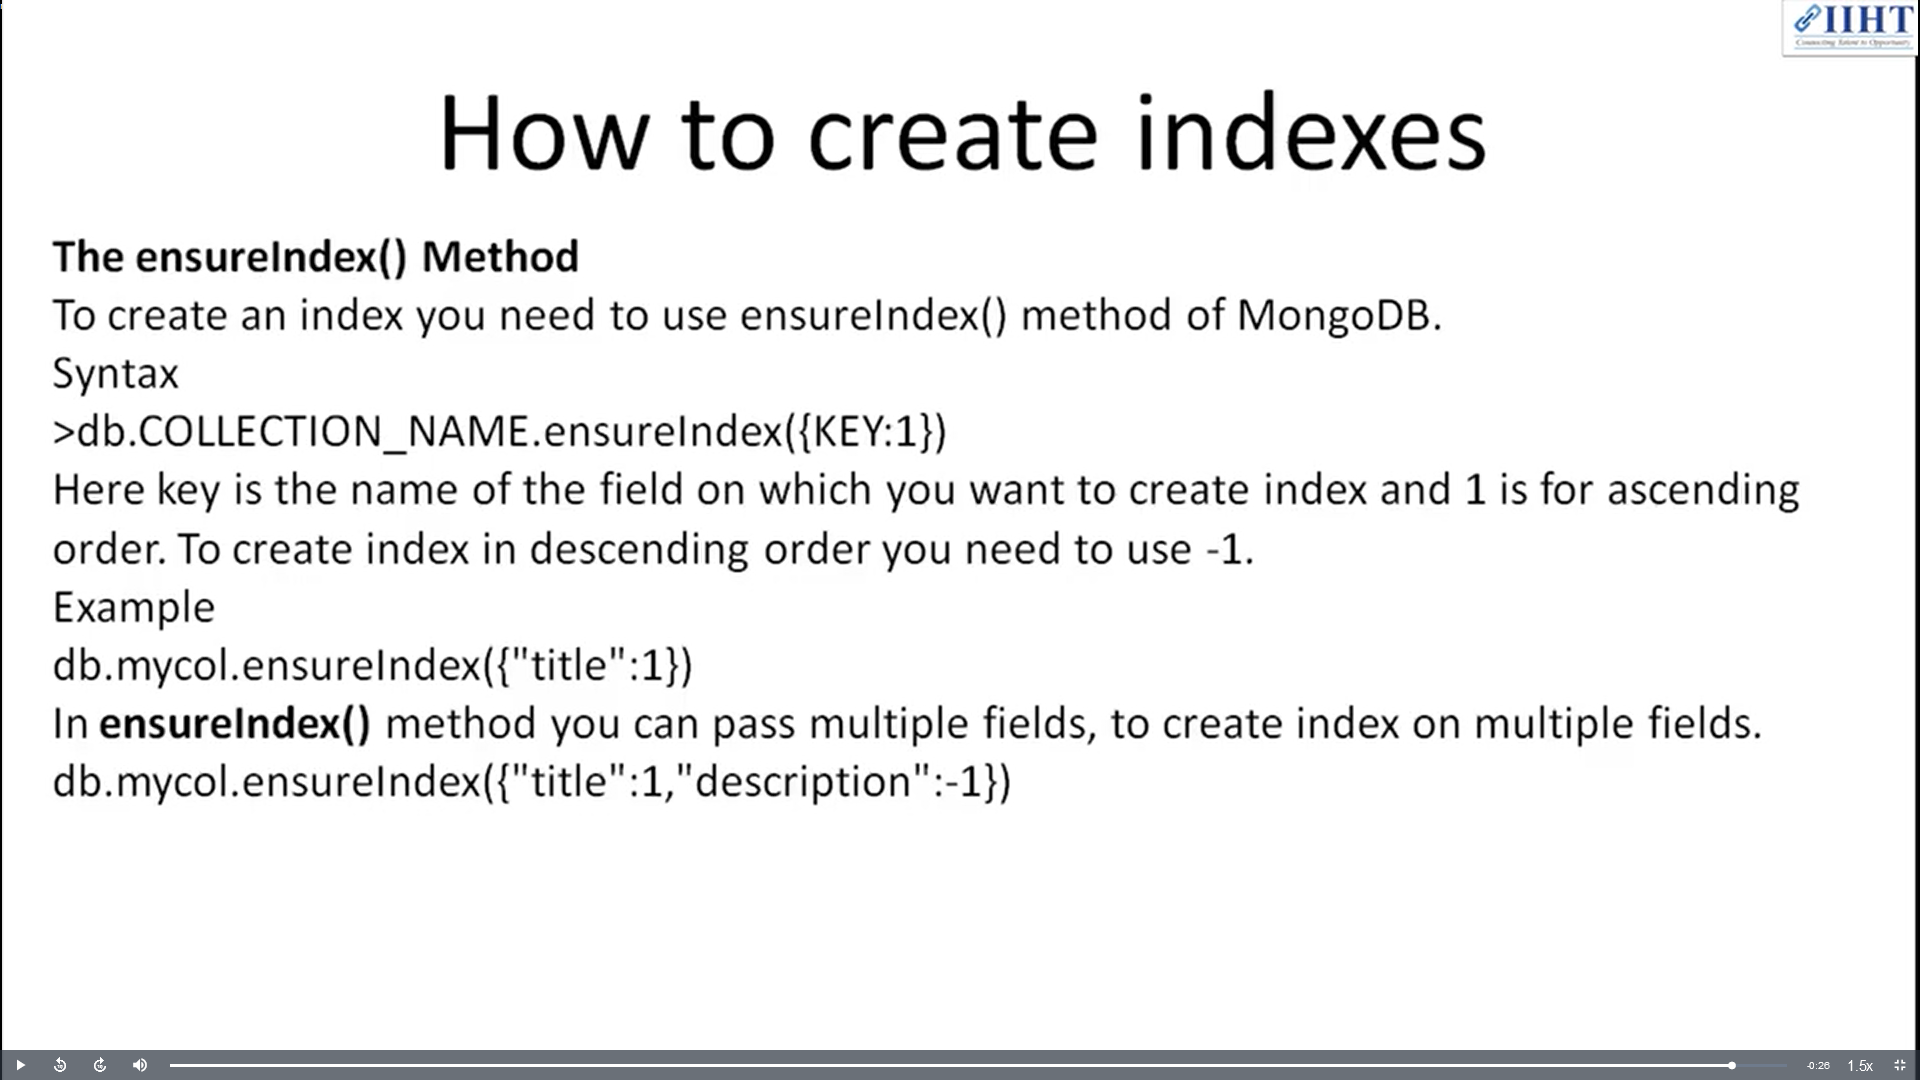 IIHT
Connecting Talent to Opportunity
How to create indexes
The ensureIndex() Method
To create an index you need to use ensureIndex() method of MongoDB.
Syntax
>db.COLLECTION_NAME.ensureIndex({KEY:1})
Here key is the name of the field on which you want to create index and 1 is for ascending
order. To create index in descending order you need to use -1.
Example
db.mycol.ensureIndex({"title":1})
In ensureIndex() method you can pass multiple fields, to create index on multiple fields.
db.mycol.ensureIndex({"title":1,"description":-1})
-0:26 1.5x